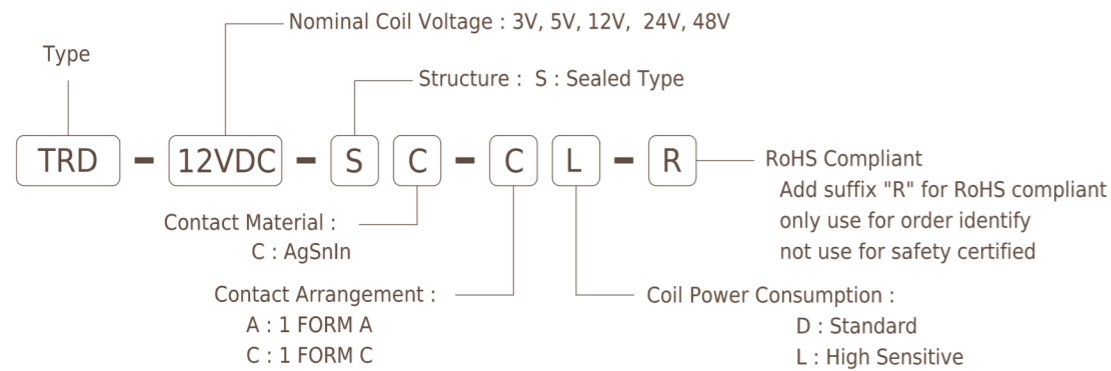 Nominal Coil Voltage : 3V, 5V, 12V, 24V, 48V
Type
Structure : S : Sealed Type
TRD - 12VDC - S C - C L - R
RoHS Compliant
Add suffix "R" for RoHS compliant
only use for order identify
not use for safety certified
Contact Material :
C : AgSnIn
Contact Arrangement :
A : 1 FORM A
C : 1 FORM C
Coil Power Consumption :
D : Standard
L : High Sensitive